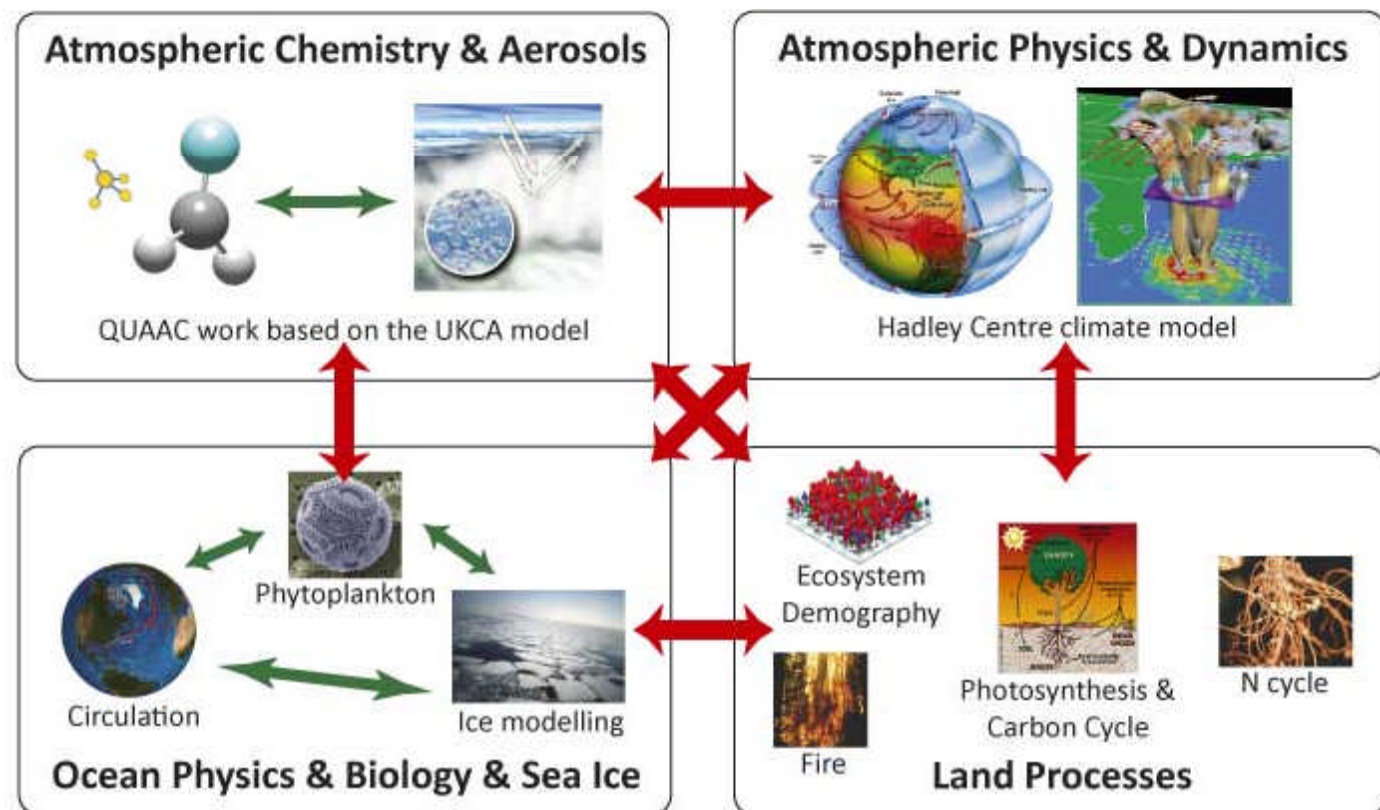 Atmospheric Chemistry & Aerosols
QUAAC work based on the UKCA model
Atmospheric Physics & Dynamics
Hadley Centre climate model
Phytoplankton
Circulation
Ice modelling
Ocean Physics & Biology & Sea Ice
Ecosystem
Demography
Fire
Photosynthesis &
Carbon Cycle
N cycle
Land Processes